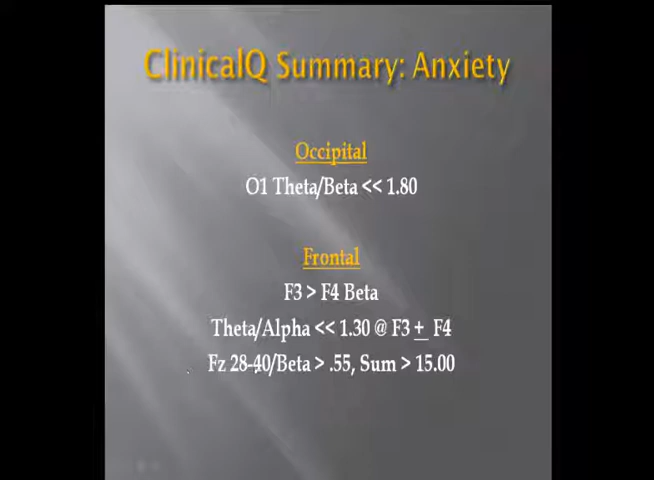 ClinicalQ Summary: Anxiety
Occipital
O1 Theta/Beta << 1.80
Frontal
F3 > F4 Beta
Theta/Alpha << 1.30 @ F3 + F4
Fz 28-40/Beta > .55, Sum > 15.00